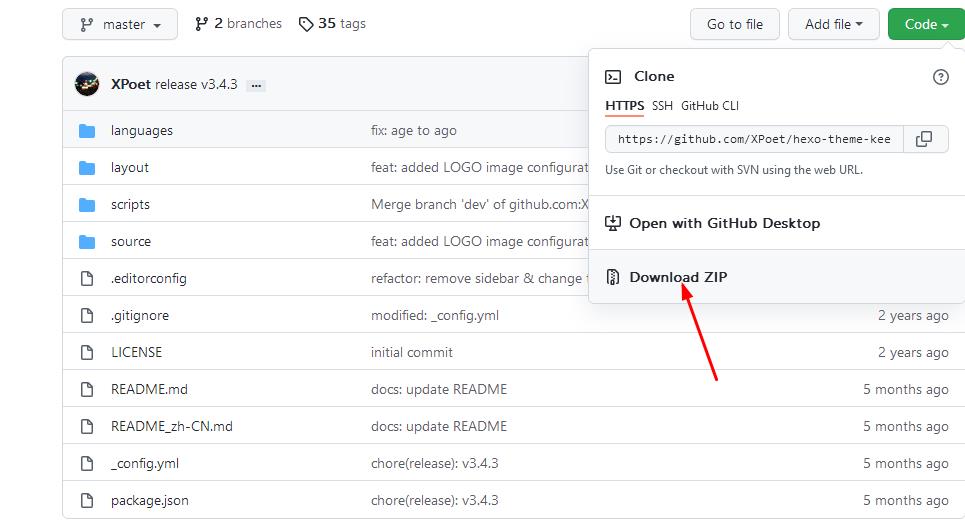 master
2 branches
35 tags
Go to file
Add file
Code
XPoet release v3.4.3 ...
Clone
HTTPS SSH GitHub CLI
https://github.com/XPoet/hexo-theme-kee
Use Git or checkout with SVN using the web URL.
Open with GitHub Desktop
Download ZIP
languages fix: age to ago
layout feat: added LOGO image configurat
scripts Merge branch 'dev' of github.com:X
source feat: added LOGO image configurat
.editorconfig refactor: remove sidebar & change
.gitignore modified: _config.yml 2 years ago
LICENSE initial commit 2 years ago
README.md docs: update README 5 months ago
README_zh-CN.md docs: update README 5 months ago
_config.yml chore(release): v3.4.3 5 months ago
package.json chore(release): v3.4.3 5 months ago